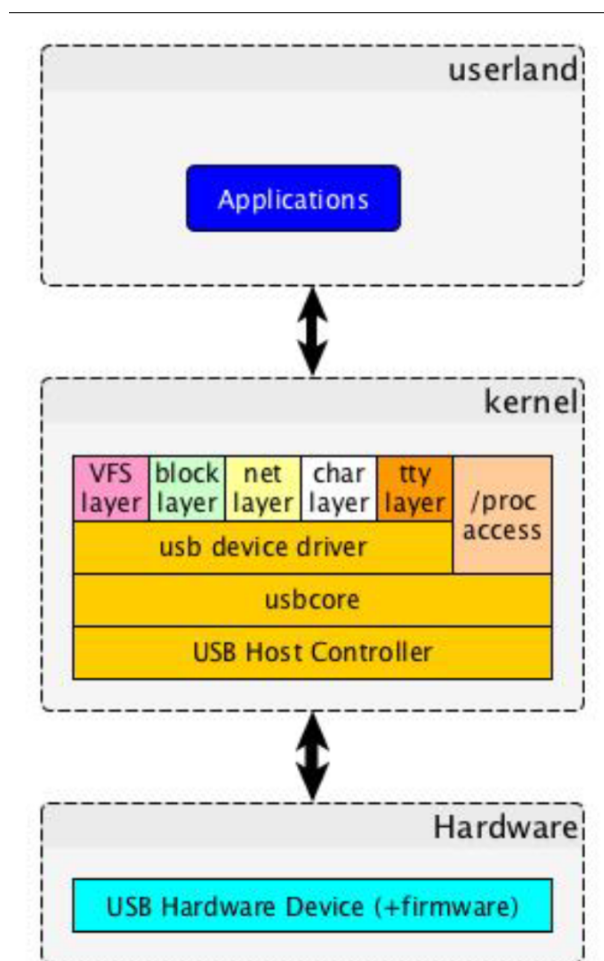 userland
Applications
kernel
VFS layer
block layer
net layer
char layer
tty layer
/proc access
usb device driver
usbcore
USB Host Controller
Hardware
USB Hardware Device (+firmware)